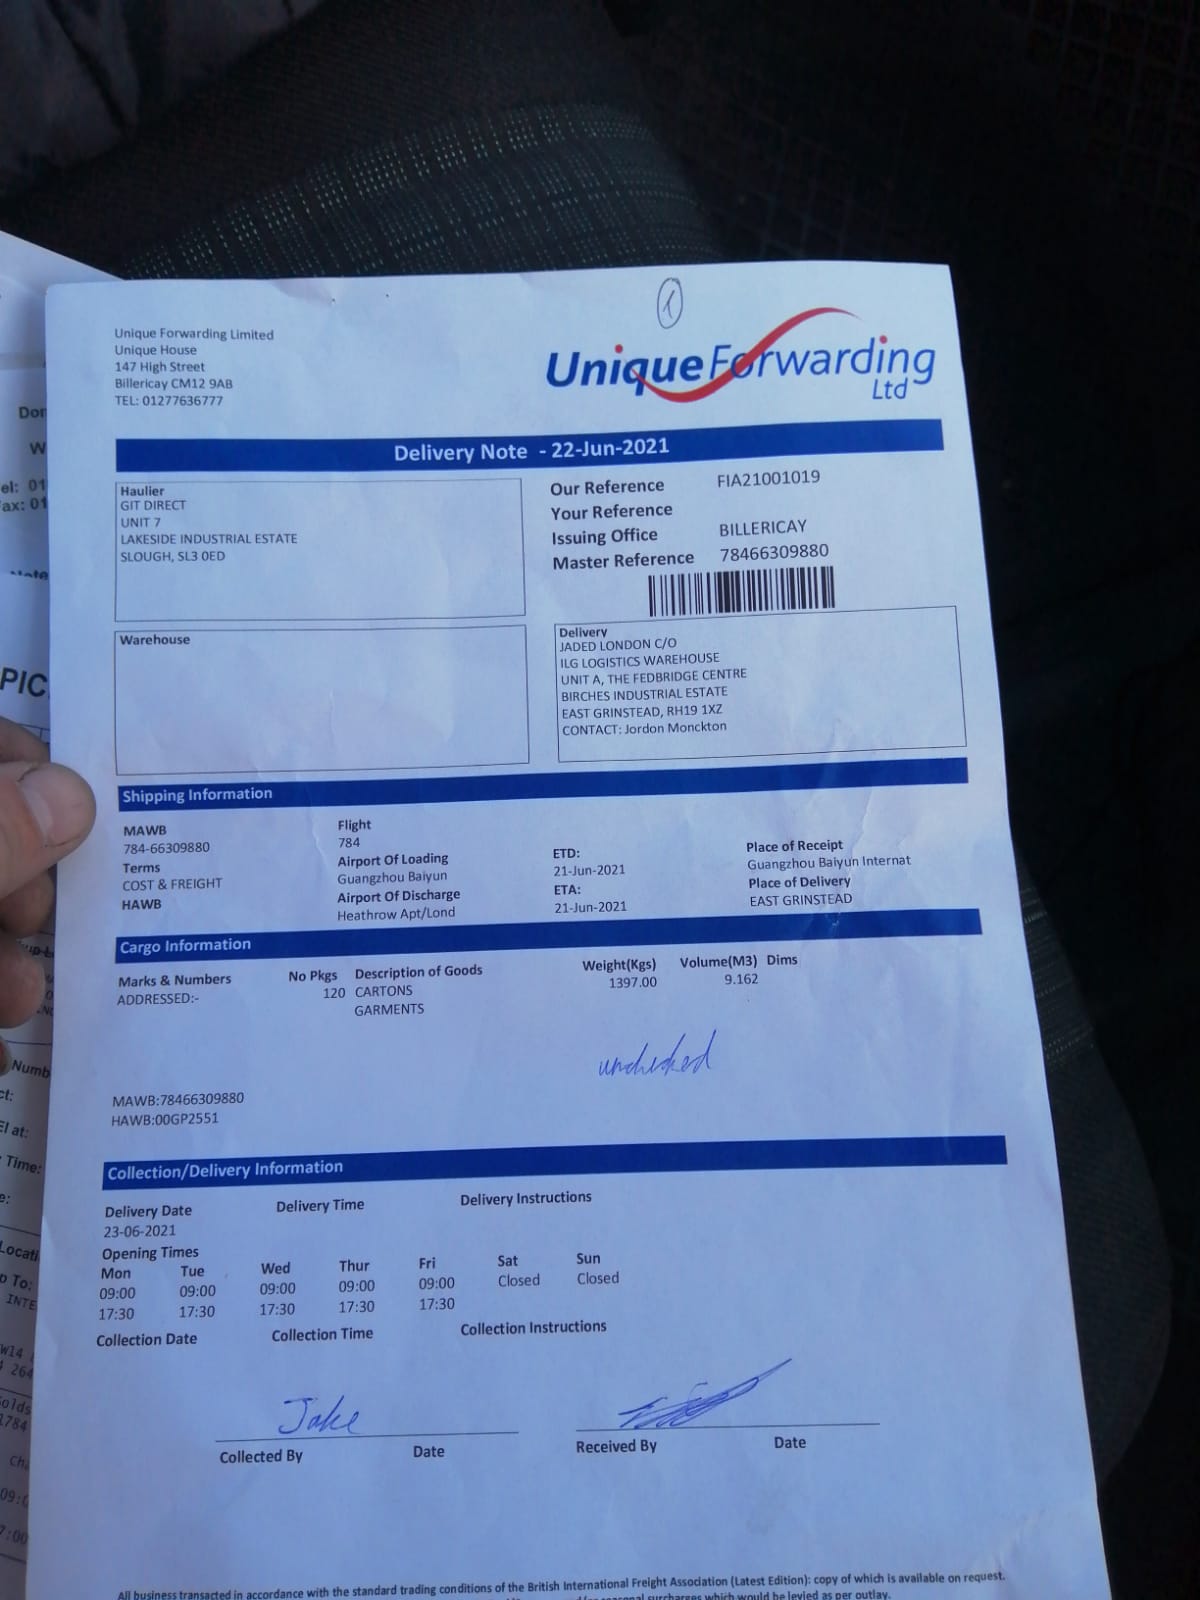 1
Unique Forwarding Limited
Unique House
147 High Street
Billericay CM12 9AB
TEL: 01277636777
Unique Forwarding
Ltd
Delivery Note - 22-Jun-2021
Haulier
GIT DIRECT
UNIT 7
LAKESIDE INDUSTRIAL ESTATE
SLOUGH, SL3 0ED
Our Reference FIA21001019
Your Reference
Issuing Office BILLERICAY
Master Reference 78466309880
Warehouse
Delivery
JADED LONDON C/O
ILG LOGISTICS WAREHOUSE
UNIT A, THE FEDBRIDGE CENTRE
BIRCHES INDUSTRIAL ESTATE
EAST GRINSTEAD, RH19 1XZ
CONTACT: Jordon Monckton
Shipping Information
MAWB
784-66309880
Terms
COST & FREIGHT
HAWB
Flight
784
Airport Of Loading
Guangzhou Baiyun
Airport Of Discharge
Heathrow Apt/Lond
ETD:
21-Jun-2021
ETA:
21-Jun-2021
Place of Receipt
Guangzhou Baiyun Internat
Place of Delivery
EAST GRINSTEAD
Cargo Information
Marks & Numbers No Pkgs Description of Goods Weight(Kgs) Volume(M3) Dims
ADDRESSED:- 120 CARTONS 1397.00 9.162
GARMENTS
unchecked
MAWB:78466309880
HAWB:00GP2551
Collection/Delivery Information
Delivery Date Delivery Time Delivery Instructions
23-06-2021
Opening Times
Mon Tue Wed Thur Fri Sat Sun
09:00 09:00 09:00 09:00 09:00 Closed Closed
17:30 17:30 17:30 17:30 17:30
Collection Date Collection Time Collection Instructions
Jake
Collected By Date Received By Date
All business transacted in accordance with the standard trading conditions of the British International Freight Association (Latest Edition): copy of which is available on request.
surcharges which would be levied as per outlay.
PIC